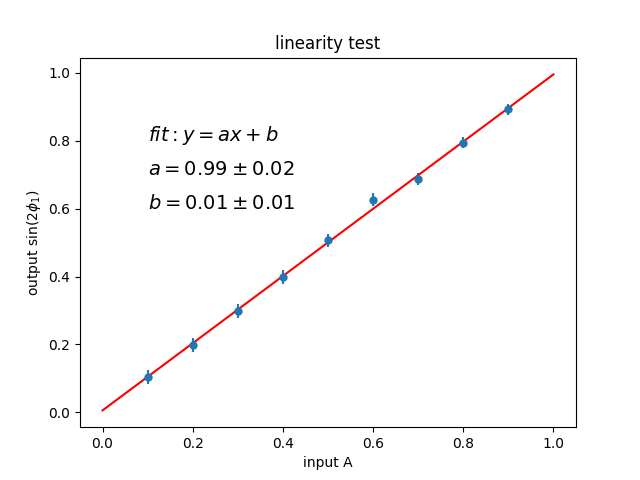 linearity test
1.0
0.8
0.6
0.4
0.2
0.0
output sin(2ϕ₁)
fit : y = ax + b
a = 0.99 ± 0.02
b = 0.01 ± 0.01
0.0 0.2 0.4 0.6 0.8 1.0
input A